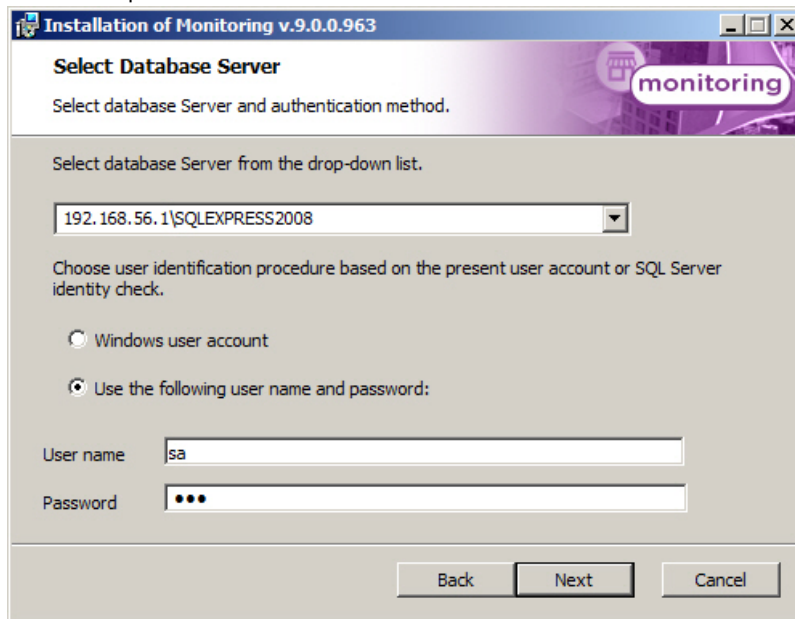 Installation of Monitoring v.9.0.0.963
Select Database Server
monitoring
Select database Server and authentication method.
Select database Server from the drop-down list.
192.168.56.1\SQLEXPRESS2008
Choose user identification procedure based on the present user account or SQL Server
identity check.
Windows user account
Use the following user name and password:
User name sa
Password •••
Back Next Cancel